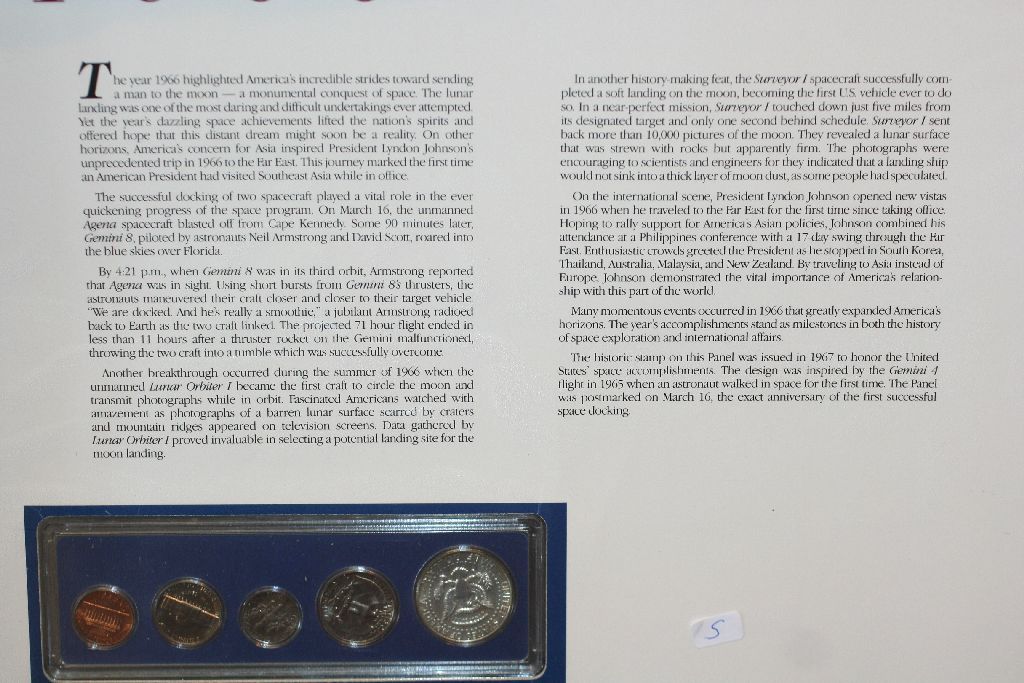 The year 1966 highlighted America's incredible strides toward sending
a man to the moon — a monumental conquest of space. The lunar
landing was one of the most daring and difficult undertakings ever attempted.
Yet the year's dazzling space achievements lifted the nation's spirits and
offered hope that this distant dream might soon be a reality. On other
horizons, America's concern for Asia inspired President Lyndon Johnson's
unprecedented trip in 1966 to the Far East. This journey marked the first time
an American President had visited Southeast Asia while in office.
The successful docking of two spacecraft played a vital role in the ever
quickening progress of the space program. On March 16, the unmanned
Agena spacecraft blasted off from Cape Kennedy. Some 90 minutes later,
Gemini 8, piloted by astronauts Neil Armstrong and David Scott, roared into
the blue skies over Florida.
By 4:21 p.m., when Gemini 8 was in its third orbit, Armstrong reported
that Agena was in sight. Using short bursts from Gemini 8's thrusters, the
astronauts maneuvered their craft closer and closer to their target vehicle.
"We are docked. And he's really a smoothie," a jubilant Armstrong radioed
back to Earth as the two craft linked. The projected 71 hour flight ended in
less than 11 hours after a thruster rocket on the Gemini malfunctioned,
throwing the two craft into a tumble which was successfully overcome.
Another breakthrough occurred during the summer of 1966 when the
unmanned Lunar Orbiter I became the first craft to circle the moon and
transmit photographs while in orbit. Fascinated Americans watched with
amazement as photographs of a barren lunar surface scarred by craters
and mountain ridges appeared on television screens. Data gathered by
Lunar Orbiter I proved invaluable in selecting a potential landing site for the
moon landing.
In another history-making feat, the Surveyor I spacecraft successfully com-
pleted a soft landing on the moon, becoming the first U.S. vehicle ever to do
so. In a near-perfect mission, Surveyor I touched down just five miles from
its designated target and only one second behind schedule. Surveyor I sent
back more than 10,000 pictures of the moon. They revealed a lunar surface
that was strewn with rocks but apparently firm. The photographs were
encouraging to scientists and engineers for they indicated that a landing ship
would not sink into a thick layer of moon dust, as some people had speculated.
On the international scene, President Lyndon Johnson opened new vistas
in 1966 when he traveled to the Far East for the first time since taking office.
Hoping to rally support for America's Asian policies, Johnson combined his
attendance at a Philippines conference with a 17-day swing through the Far
East. Enthusiastic crowds greeted the President as he stopped in South Korea,
Thailand, Australia, Malaysia, and New Zealand. By traveling to Asia instead of
Europe, Johnson demonstrated the vital importance of America's relation-
ship with this part of the world.
Many momentous events occurred in 1966 that greatly expanded America's
horizons. The year's accomplishments stand as milestones in both the history
of space exploration and international affairs.
The historic stamp on this Panel was issued in 1967 to honor the United
States' space accomplishments. The design was inspired by the Gemini 4
flight in 1965 when an astronaut walked in space for the first time. The Panel
was postmarked on March 16, the exact anniversary of the first successful
space docking.
S